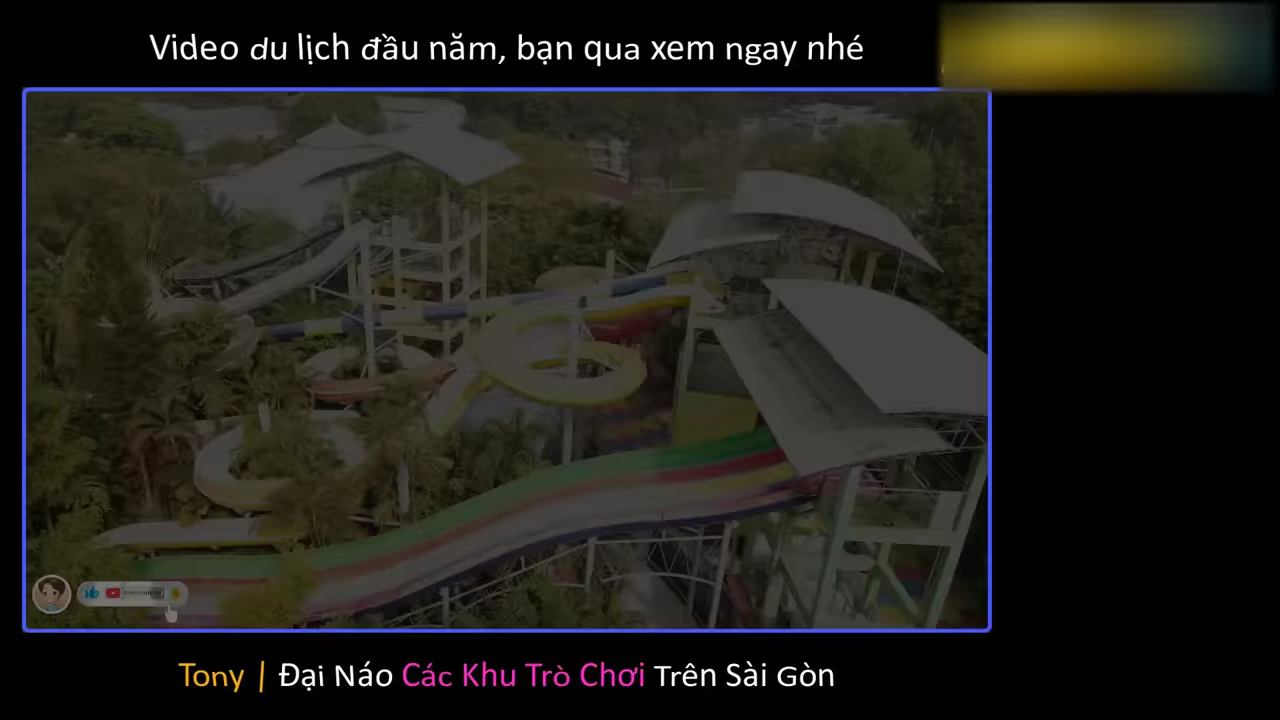 Video du lịch đầu năm, bạn qua xem ngay nhé
Tony | Đại Náo Các Khu Trò Chơi Trên Sài Gòn